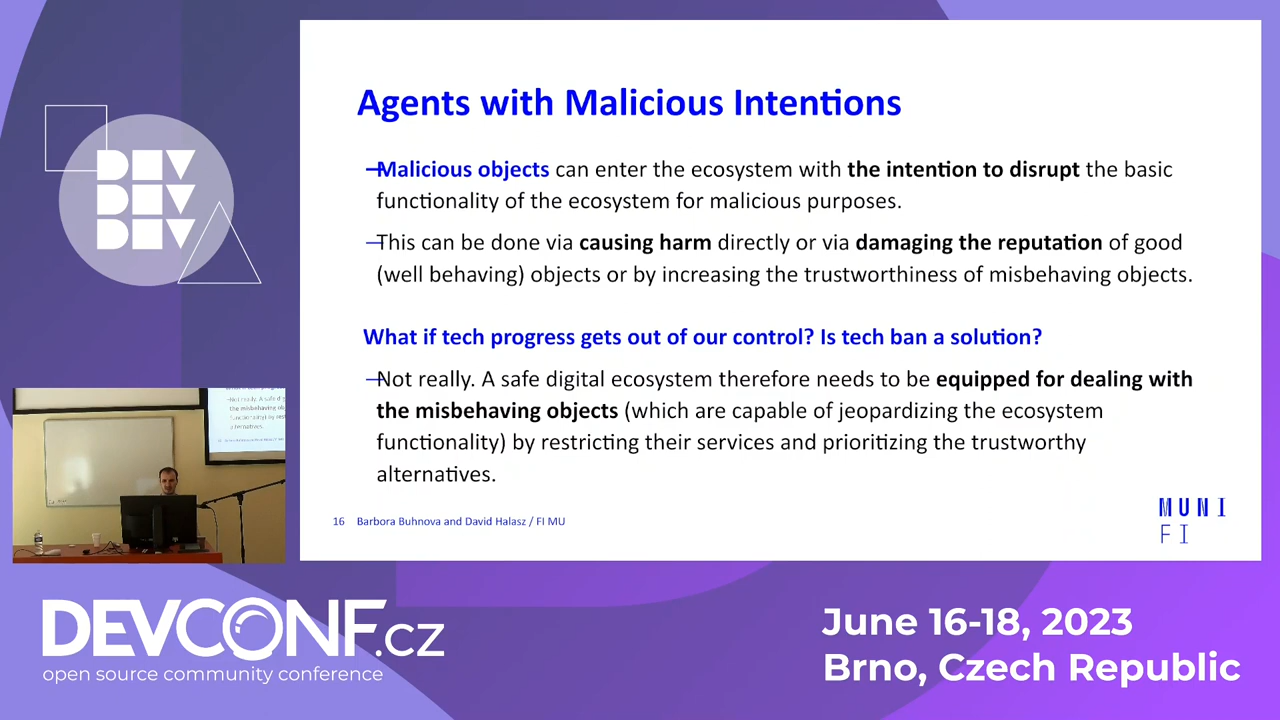 DEV
DEV
DEV
Agents with Malicious Intentions
—Malicious objects can enter the ecosystem with the intention to disrupt the basic
functionality of the ecosystem for malicious purposes.
—This can be done via causing harm directly or via damaging the reputation of good
(well behaving) objects or by increasing the trustworthiness of misbehaving objects.
What if tech progress gets out of our control? Is tech ban a solution?
—Not really. A safe digital ecosystem therefore needs to be equipped for dealing with
the misbehaving objects (which are capable of jeopardizing the ecosystem
functionality) by restricting their services and prioritizing the trustworthy
alternatives.
16 Barbora Buhnova and David Halasz / FI MU
MUNI
FI
DEVCONF.cz
open source community conference
June 16-18, 2023
Brno, Czech Republic